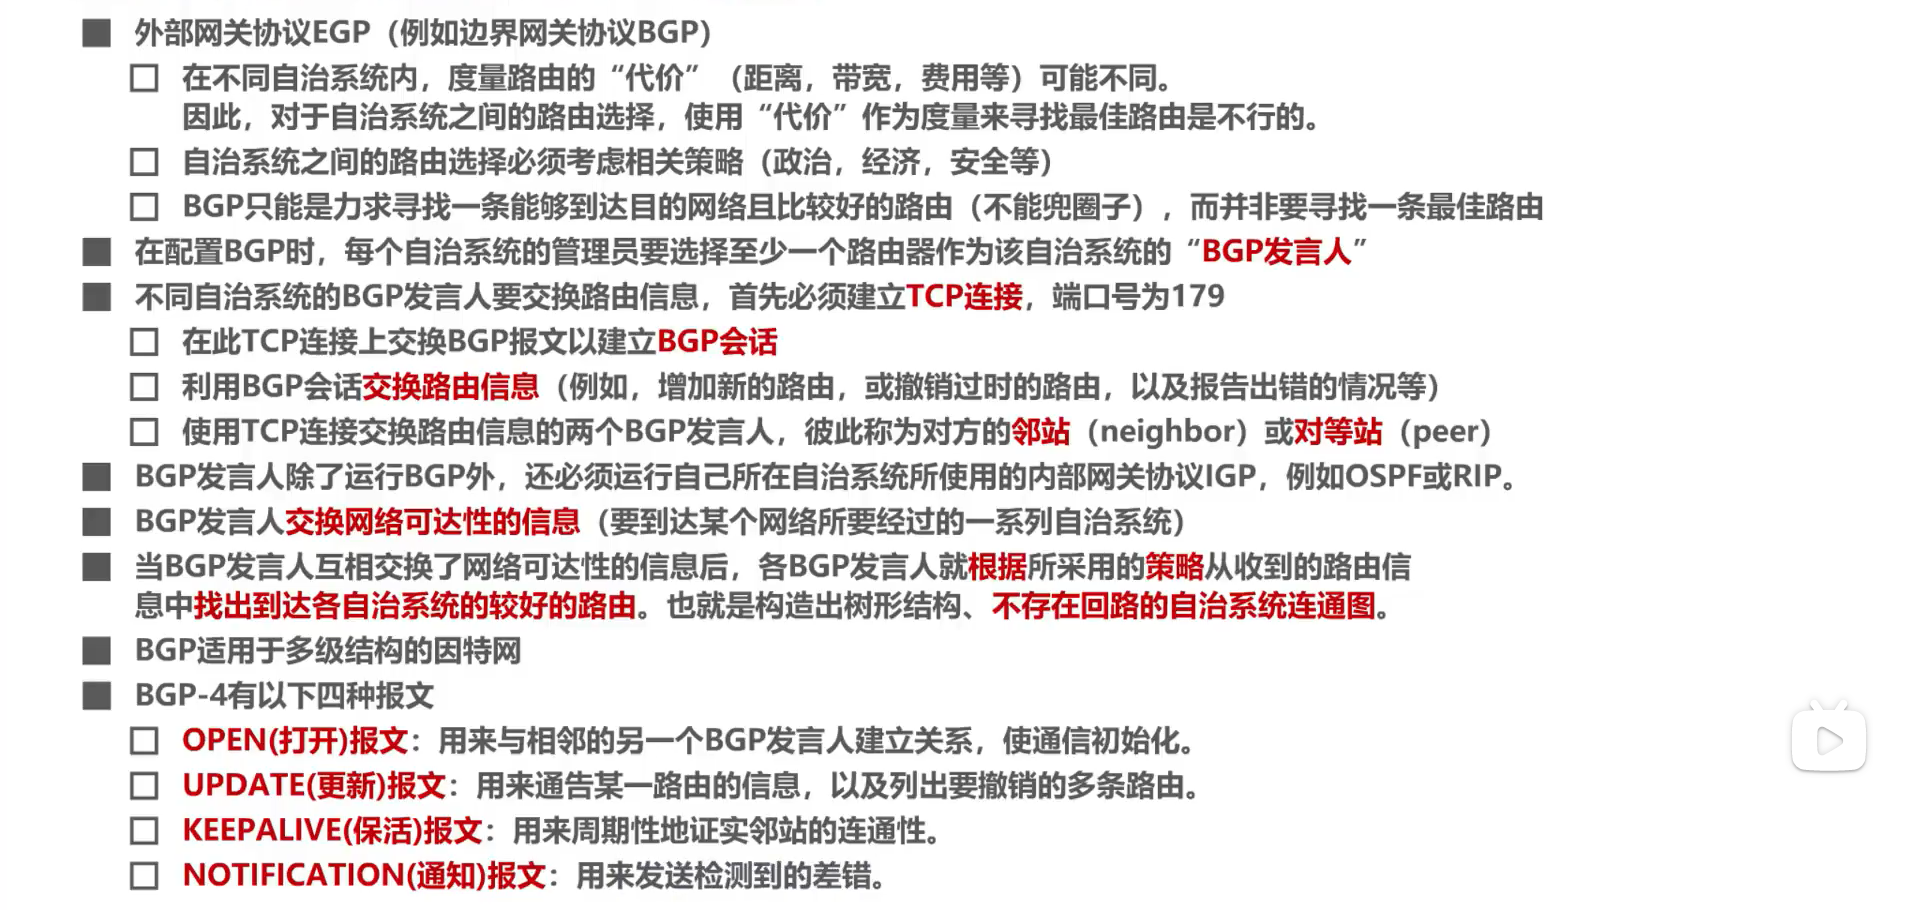 外部网关协议EGP（例如边界网关协议BGP）
在不同自治系统内，度量路由的“代价”（距离，带宽，费用等）可能不同。
因此，对于自治系统之间的路由选择，使用“代价”作为度量来寻找最佳路由是不行的。
自治系统之间的路由选择必须考虑相关策略（政治，经济，安全等）
BGP只能是力求寻找一条能够到达目的网络且比较好的路由（不能兜圈子），而并非要寻找一条最佳路由
在配置BGP时，每个自治系统的管理员要选择至少一个路由器作为该自治系统的“BGP发言人”
不同自治系统的BGP发言人要交换路由信息，首先必须建立TCP连接，端口号为179
在此TCP连接上交换BGP报文以建立BGP会话
利用BGP会话交换路由信息（例如，增加新的路由，或撤销过时的路由，以及报告出错的情况等）
使用TCP连接交换路由信息的两个BGP发言人，彼此称为对方的邻站（neighbor）或对等站（peer）
BGP发言人除了运行BGP外，还必须运行自己所在自治系统所使用的内部网关协议IGP，例如OSPF或RIP。
BGP发言人交换网络可达性的信息（要到达某个网络所要经过的一系列自治系统）
当BGP发言人互相交换了网络可达性的信息后，各BGP发言人就根据所采用的策略从收到的路由信
息中找出到达各自治系统的较好的路由。也就是构造出树形结构、不存在回路的自治系统连通图。
BGP适用于多级结构的因特网
BGP-4有以下四种报文
OPEN(打开)报文：用来与相邻的另一个BGP发言人建立关系，使通信初始化。
UPDATE(更新)报文：用来通告某一路由的信息，以及列出要撤销的多条路由。
KEEPALIVE(保活)报文：用来周期性地证实邻站的连通性。
NOTIFICATION(通知)报文：用来发送检测到的差错。